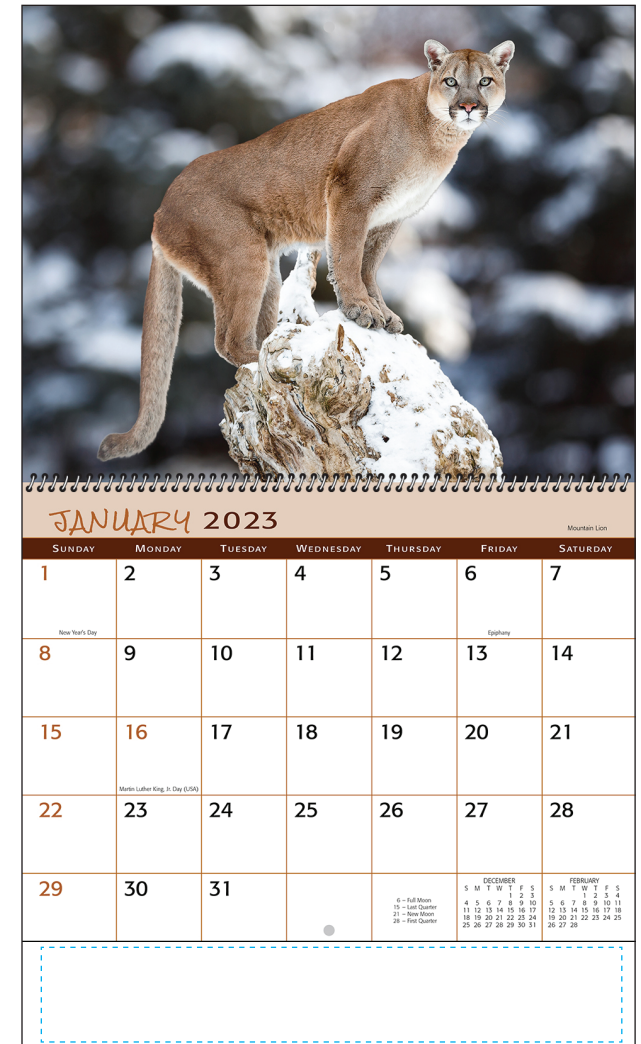 JANUARY 2023
Mountain Lion
SUNDAY MONDAY TUESDAY WEDNESDAY THURSDAY FRIDAY SATURDAY
1 2 3 4 5 6 7
New Year's Day Epiphany
8 9 10 11 12 13 14
15 16 17 18 19 20 21
Martin Luther King, Jr. Day (USA)
22 23 24 25 26 27 28
29 30 31
6 – Full Moon
15 – Last Quarter
21 – New Moon
28 – First Quarter
DECEMBER
S M T W T F S
1 2 3
4 5 6 7 8 9 10
11 12 13 14 15 16 17
18 19 20 21 22 23 24
25 26 27 28 29 30 31
FEBRUARY
S M T W T F S
1 2 3 4
5 6 7 8 9 10 11
12 13 14 15 16 17 18
19 20 21 22 23 24 25
26 27 28